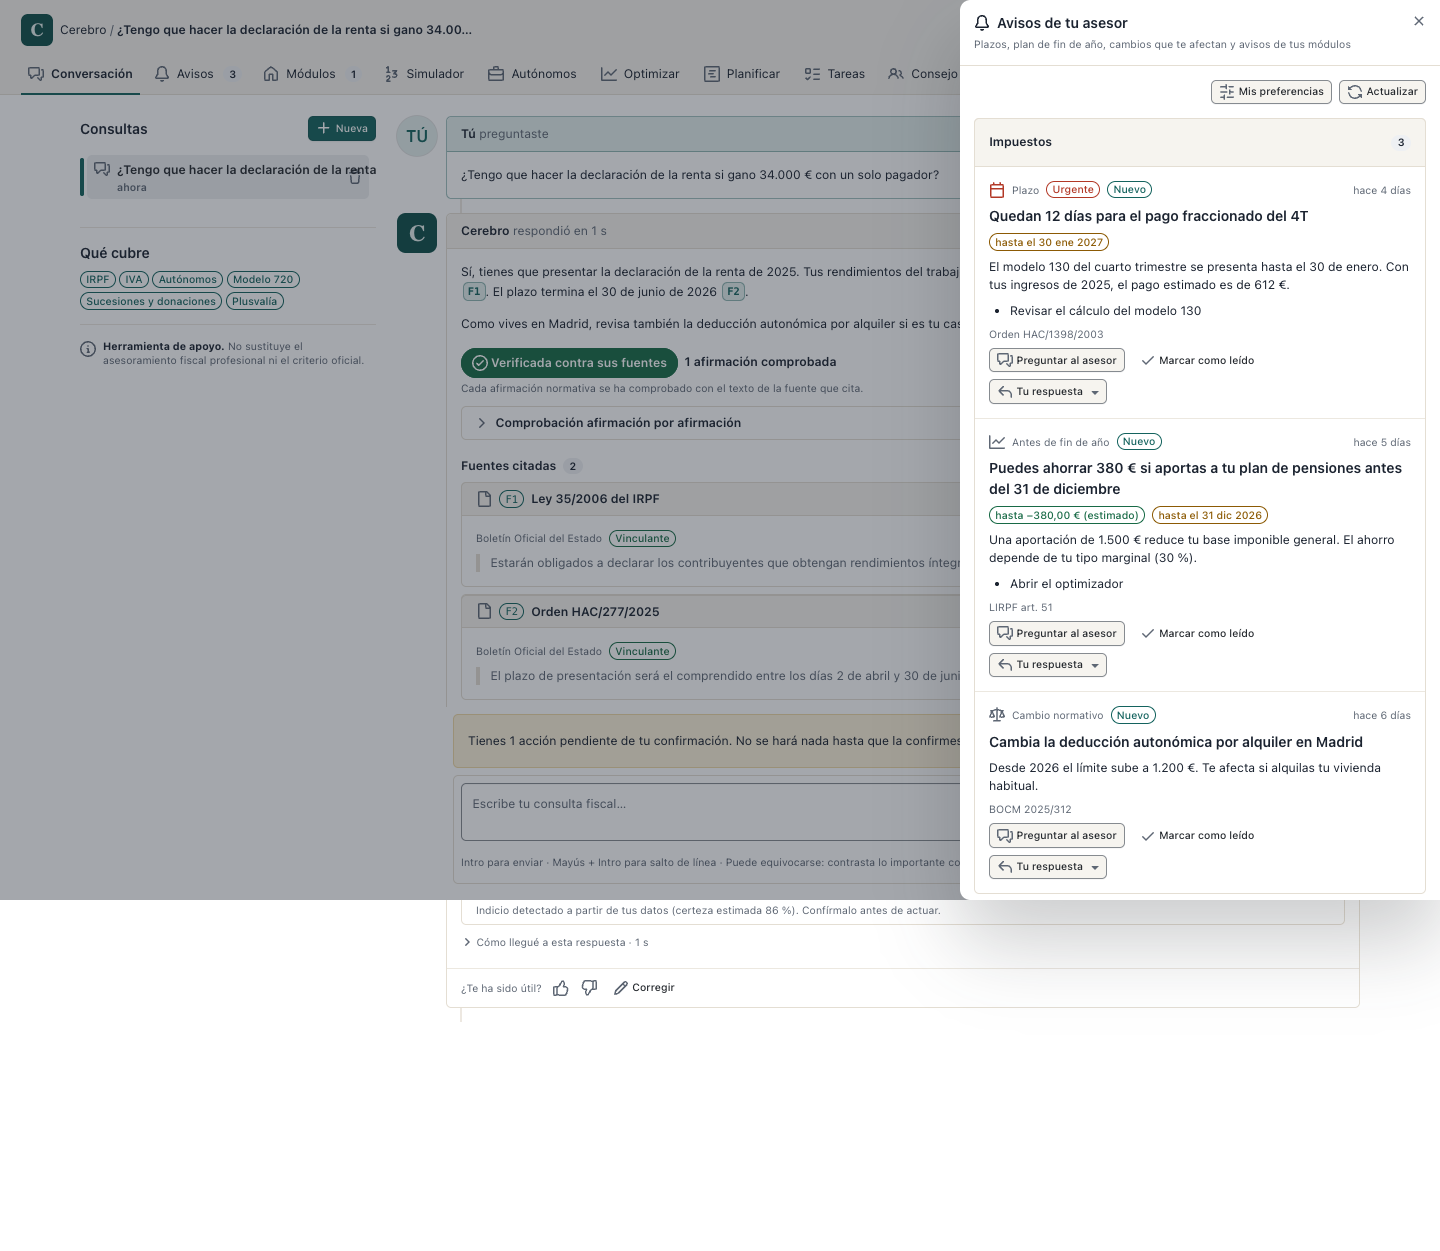 C Cerebro / ¿Tengo que hacer la declaración de la renta si gano 34.00...
Conversación Avisos 3 Módulos 1 Simulador Autónomos Optimizar Planificar Tareas Consejo
Consultas
Nueva
¿Tengo que hacer la declaración de la renta
ahora
Qué cubre
IRPF IVA Autónomos Modelo 720
Sucesiones y donaciones Plusvalía
Herramienta de apoyo. No sustituye el
asesoramiento fiscal profesional ni el criterio oficial.
TÚ
Tú preguntaste
¿Tengo que hacer la declaración de la renta si gano 34.000 € con un solo pagador?
C
Cerebro respondió en 1 s
Sí, tienes que presentar la declaración de la renta de 2025. Tus rendimientos del trabaj
F1. El plazo termina el 30 de junio de 2026 F2.
Como vives en Madrid, revisa también la deducción autonómica por alquiler si es tu cas
Verificada contra sus fuentes 1 afirmación comprobada
Cada afirmación normativa se ha comprobado con el texto de la fuente que cita.
Comprobación afirmación por afirmación
Fuentes citadas 2
F1 Ley 35/2006 del IRPF
Boletín Oficial del Estado Vinculante
Estarán obligados a declarar los contribuyentes que obtengan rendimientos íntegr
F2 Orden HAC/277/2025
Boletín Oficial del Estado Vinculante
El plazo de presentación será el comprendido entre los días 2 de abril y 30 de juni
Tienes 1 acción pendiente de tu confirmación. No se hará nada hasta que la confirmes
Escribe tu consulta fiscal...
Intro para enviar · Mayús + Intro para salto de línea · Puede equivocarse: contrasta lo importante co
Indicio detectado a partir de tus datos (certeza estimada 86 %). Confírmalo antes de actuar.
Cómo llegué a esta respuesta · 1 s
¿Te ha sido útil? Corregir
Avisos de tu asesor
Plazos, plan de fin de año, cambios que te afectan y avisos de tus módulos
Mis preferencias Actualizar
Impuestos 3
Plazo Urgente Nuevo hace 4 días
Quedan 12 días para el pago fraccionado del 4T
hasta el 30 ene 2027
El modelo 130 del cuarto trimestre se presenta hasta el 30 de enero. Con
tus ingresos de 2025, el pago estimado es de 612 €.
• Revisar el cálculo del modelo 130
Orden HAC/1398/2003
Preguntar al asesor Marcar como leído
Tu respuesta
Antes de fin de año Nuevo hace 5 días
Puedes ahorrar 380 € si aportas a tu plan de pensiones antes
del 31 de diciembre
hasta −380,00 € (estimado) hasta el 31 dic 2026
Una aportación de 1.500 € reduce tu base imponible general. El ahorro
depende de tu tipo marginal (30 %).
• Abrir el optimizador
LIRPF art. 51
Preguntar al asesor Marcar como leído
Tu respuesta
Cambio normativo Nuevo hace 6 días
Cambia la deducción autonómica por alquiler en Madrid
Desde 2026 el límite sube a 1.200 €. Te afecta si alquilas tu vivienda
habitual.
BOCM 2025/312
Preguntar al asesor Marcar como leído
Tu respuesta